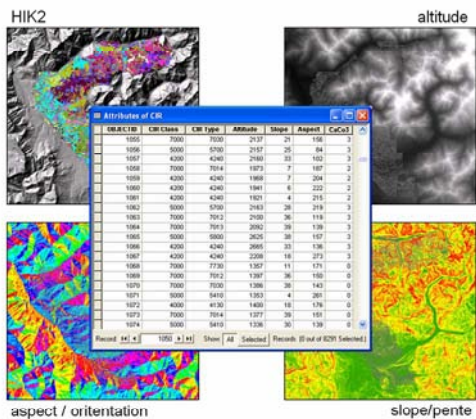 HIK2 altitude
Attributes of CIR
OBJECTID CIR Class CIR Type Altitude Slope Aspect CaCo3
1055 7000 7030 2137 21 156 3
1056 5000 5700 2157 25 84 3
1057 4200 4240 2160 33 102 3
1058 7000 7014 1973 7 187 2
1059 4200 4240 1968 7 204 2
1060 4200 4240 1941 6 222 2
1061 4200 4240 1921 4 215 2
1062 5000 5700 2163 28 219 3
1063 7000 7012 2100 36 119 3
1064 7000 7013 2092 39 139 3
1065 5000 5800 2625 38 157 3
1066 4200 4240 2665 33 136 3
1067 4200 4240 2208 18 273 3
1068 7000 7730 1357 11 171 0
1069 7000 7012 1397 36 150 0
1070 7000 7030 1386 38 143 0
1071 5000 5410 1353 4 261 0
1072 4000 4130 1400 18 176 0
1073 7000 7014 1377 39 151 0
1074 5000 5410 1336 30 139 0
Record: 1050 Show: All Selected Records (0 out of 8291 Selected.)
aspect / oritentation slope/pente